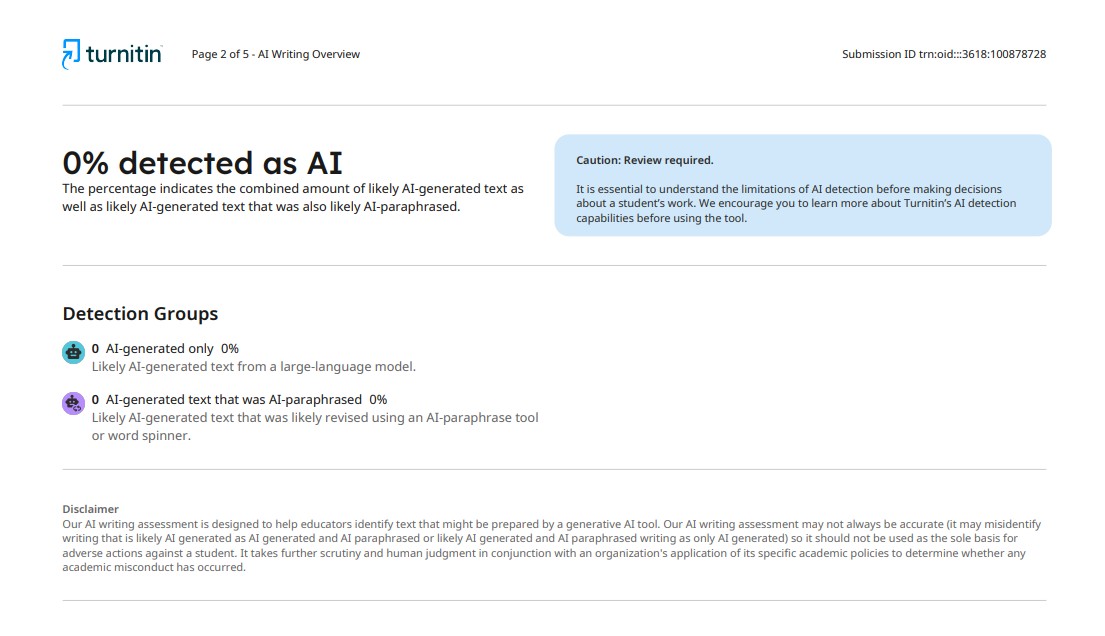 turnitin Page 2 of 5 - AI Writing Overview Submission ID trn:oid:::3618:100878728
0% detected as AI
The percentage indicates the combined amount of likely AI-generated text as
well as likely AI-generated text that was also likely AI-paraphrased.
Caution: Review required.
It is essential to understand the limitations of AI detection before making decisions
about a student's work. We encourage you to learn more about Turnitin's AI detection
capabilities before using the tool.
Detection Groups
0 AI-generated only 0%
Likely AI-generated text from a large-language model.
0 AI-generated text that was AI-paraphrased 0%
Likely AI-generated text that was likely revised using an AI-paraphrase tool
or word spinner.
Disclaimer
Our AI writing assessment is designed to help educators identify text that might be prepared by a generative AI tool. Our AI writing assessment may not always be accurate (it may misidentify
writing that is likely AI generated as AI generated and AI paraphrased or likely AI generated and AI paraphrased writing as only AI generated) so it should not be used as the sole basis for
adverse actions against a student. It takes further scrutiny and human judgment in conjunction with an organization's application of its specific academic policies to determine whether any
academic misconduct has occurred.